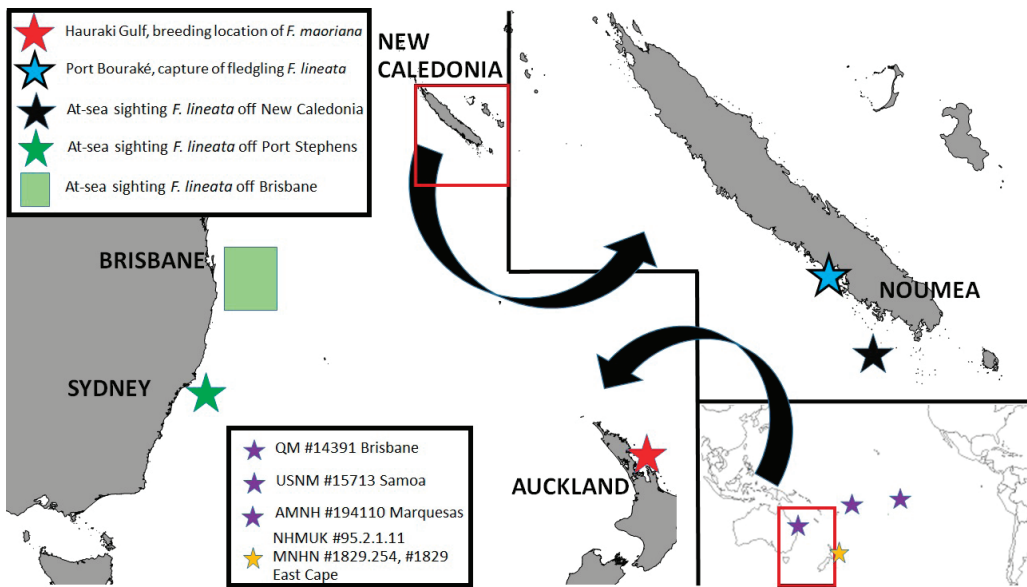 Hauraki Gulf, breeding location of F. maoriana
Port Bouraké, capture of fledgling F. lineata
At-sea sighting F. lineata off New Caledonia
At-sea sighting F. lineata off Port Stephens
At-sea sighting F. lineata off Brisbane
NEW
CALEDONIA
BRISBANE
NOUMEA
SYDNEY
AUCKLAND
QM #14391 Brisbane
USNM #15713 Samoa
AMNH #194110 Marquesas
NHMUK #95.2.1.11
MNHN #1829.254, #1829
East Cape